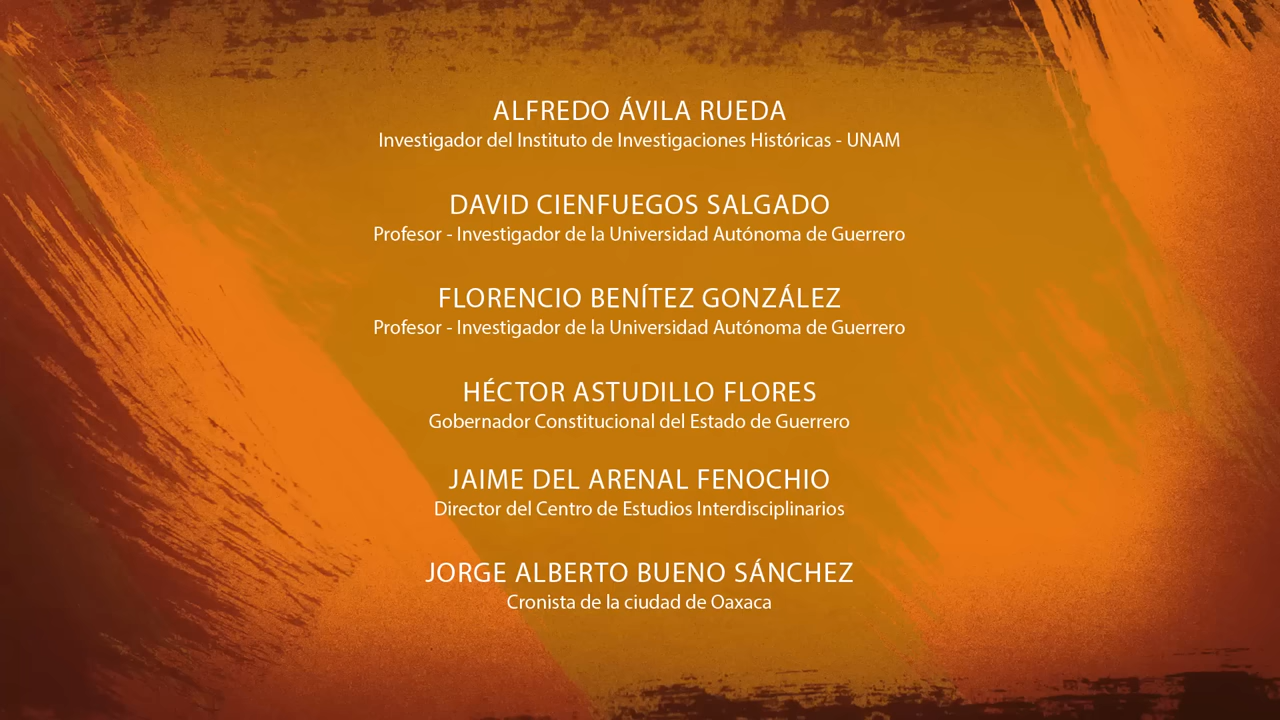 ALFREDO ÁVILA RUEDA
Investigador del Instituto de Investigaciones Históricas - UNAM
DAVID CIENFUEGOS SALGADO
Profesor - Investigador de la Universidad Autónoma de Guerrero
FLORENCIO BENÍTEZ GONZÁLEZ
Profesor - Investigador de la Universidad Autónoma de Guerrero
HÉCTOR ASTUDILLO FLORES
Gobernador Constitucional del Estado de Guerrero
JAIME DEL ARENAL FENOCHIO
Director del Centro de Estudios Interdisciplinarios
JORGE ALBERTO BUENO SÁNCHEZ
Cronista de la ciudad de Oaxaca